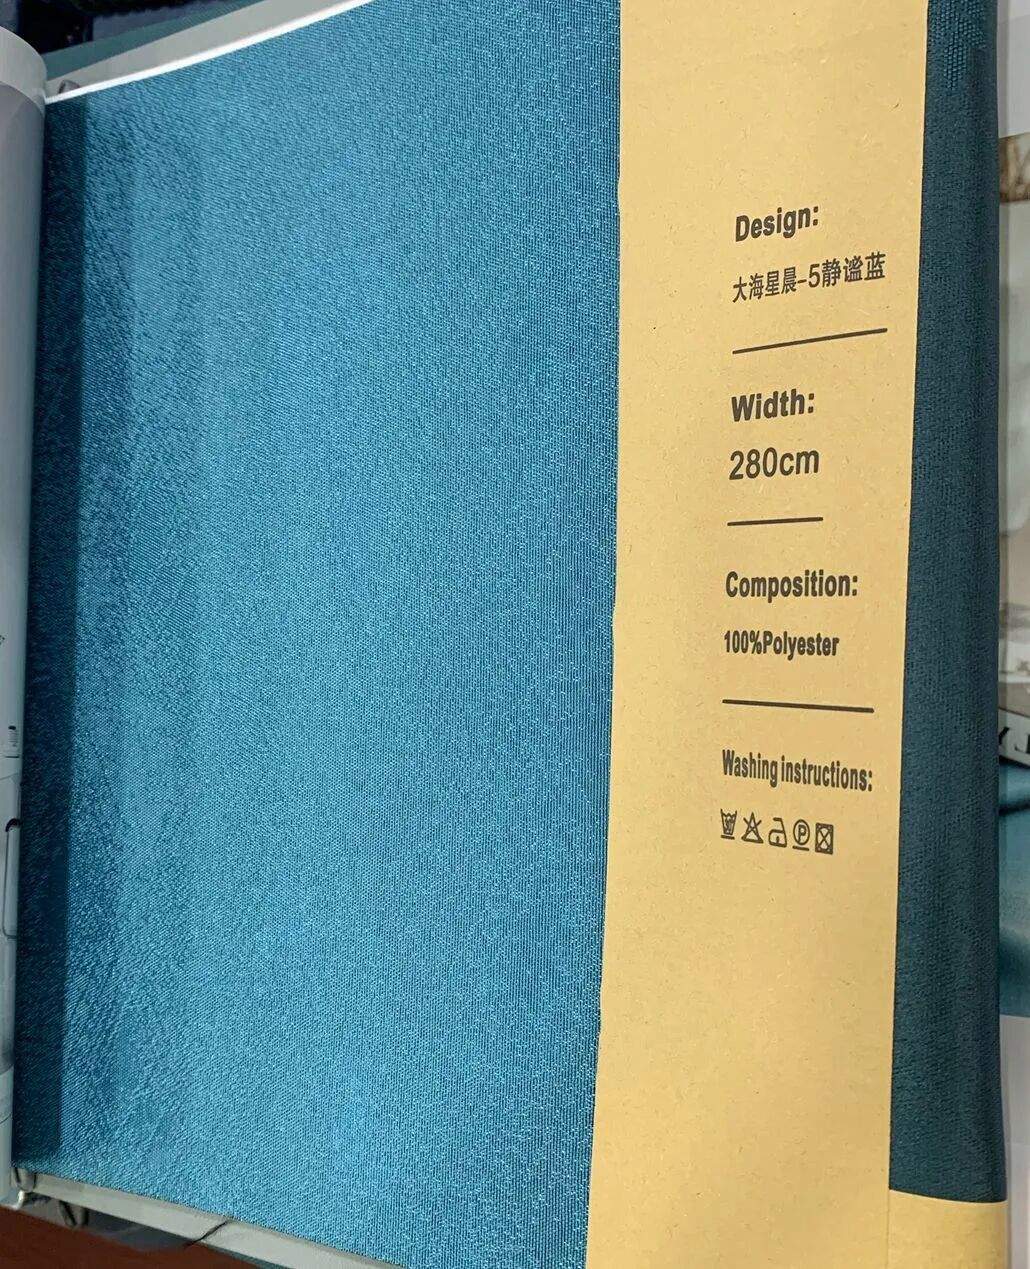 Design:
大海星晨-5静谧蓝
Width:
280cm
Composition:
100%Polyester
Washing instructions:
P